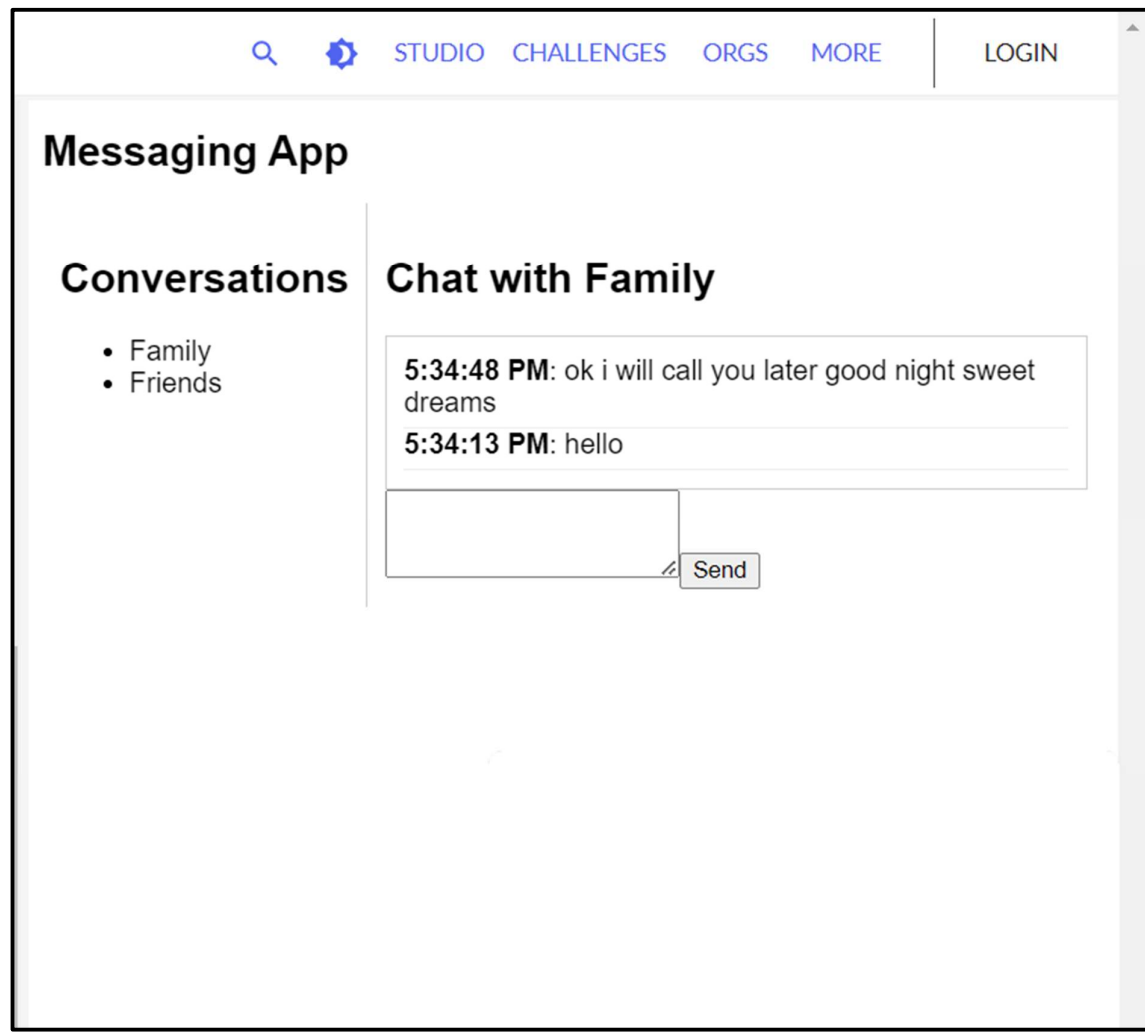 STUDIO CHALLENGES ORGS MORE LOGIN
Messaging App
Conversations
Family
Friends
Chat with Family
5:34:48 PM: ok i will call you later good night sweet
dreams
5:34:13 PM: hello
Send